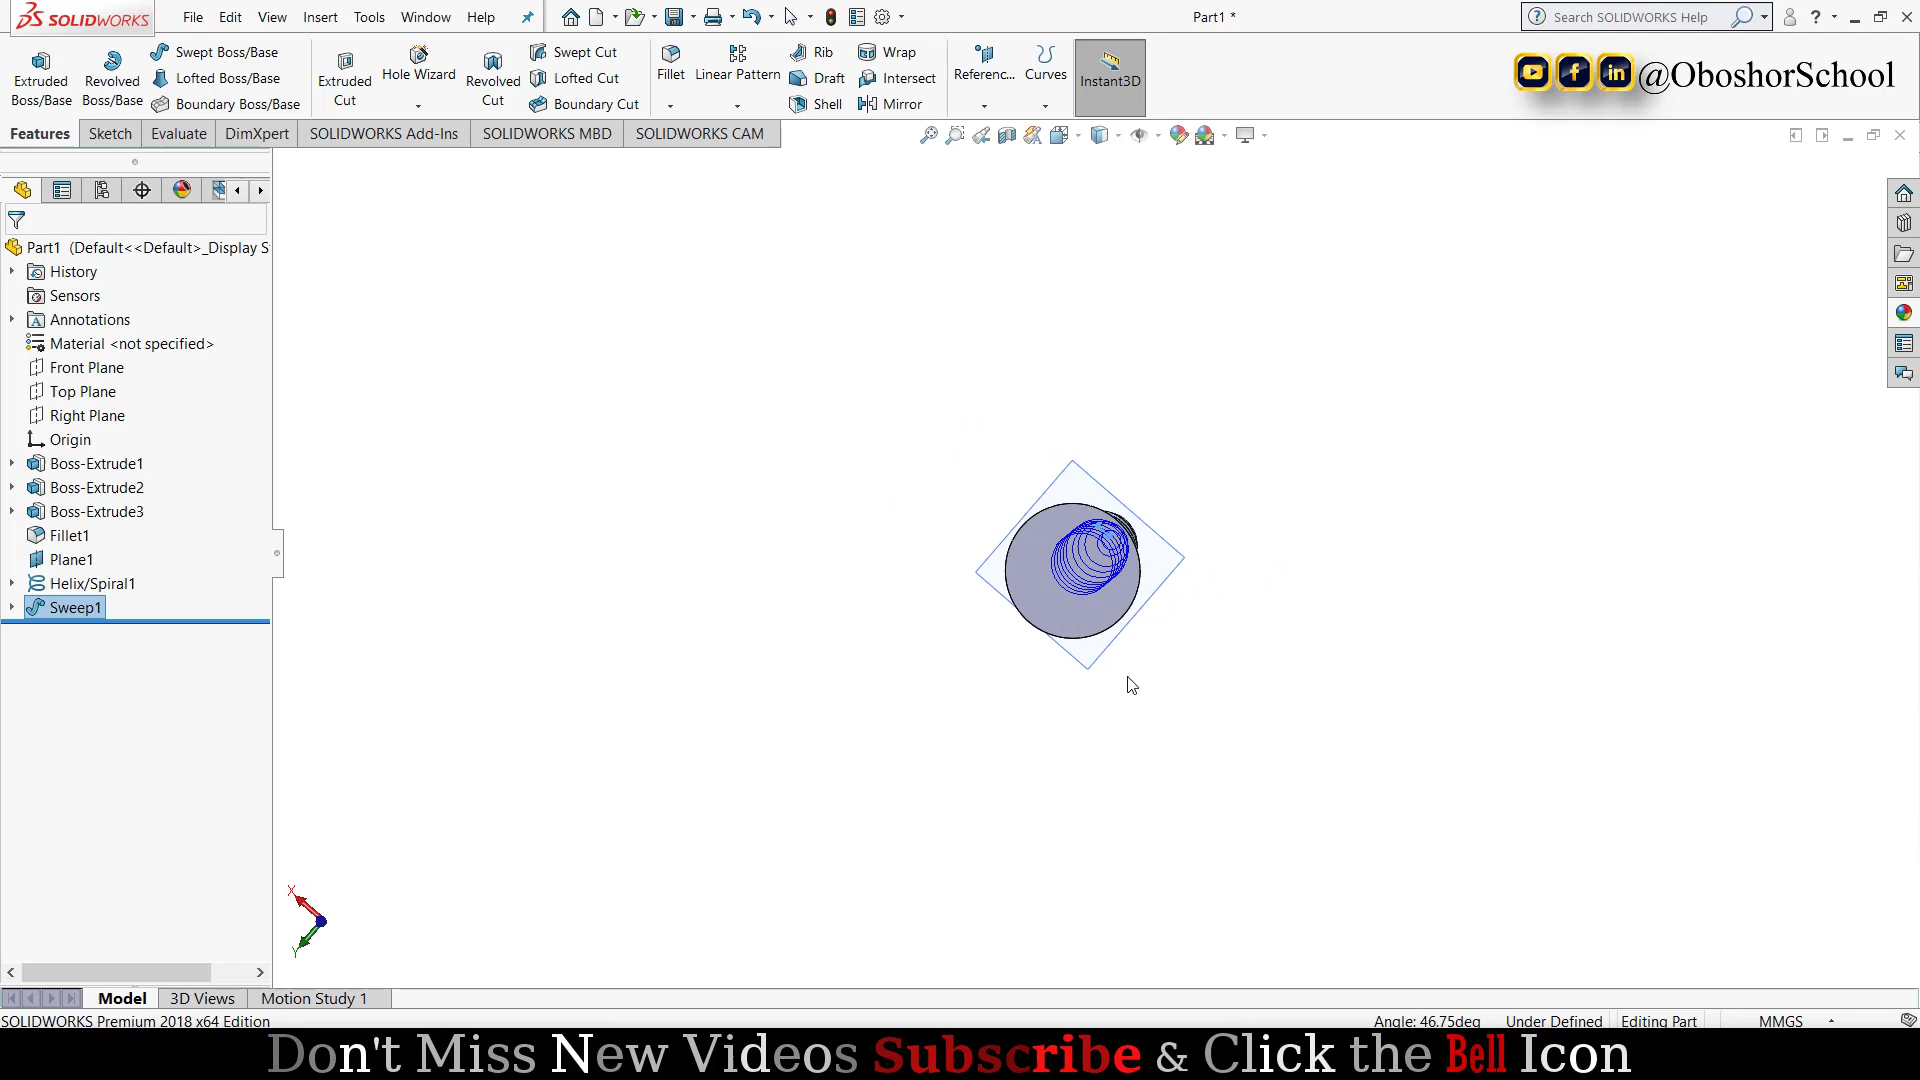 SOLIDWORKS File Edit View Insert Tools Window Help Part1 * Search SOLIDWORKS Help ?
Extruded Boss/Base
Revolved Boss/Base
Swept Boss/Base
Lofted Boss/Base
Boundary Boss/Base
Extruded Cut
Hole Wizard
Revolved Cut
Swept Cut
Lofted Cut
Boundary Cut
Fillet
Linear Pattern
Rib
Draft
Shell
Wrap
Intersect
Mirror
Referenc...
Curves
Instant3D
@OboshorSchool
Features Sketch Evaluate DimXpert SOLIDWORKS Add-Ins SOLIDWORKS MBD SOLIDWORKS CAM
Part1 (Default<<Default>_Display S
History
Sensors
Annotations
Material <not specified>
Front Plane
Top Plane
Right Plane
Origin
Boss-Extrude1
Boss-Extrude2
Boss-Extrude3
Fillet1
Plane1
Helix/Spiral1
Sweep1
X
Y
Model 3D Views Motion Study 1
SOLIDWORKS Premium 2018 x64 Edition Angle: 46.75deg Under Defined Editing Part MMGS
Don't Miss New Videos Subscribe & Click the Bell Icon